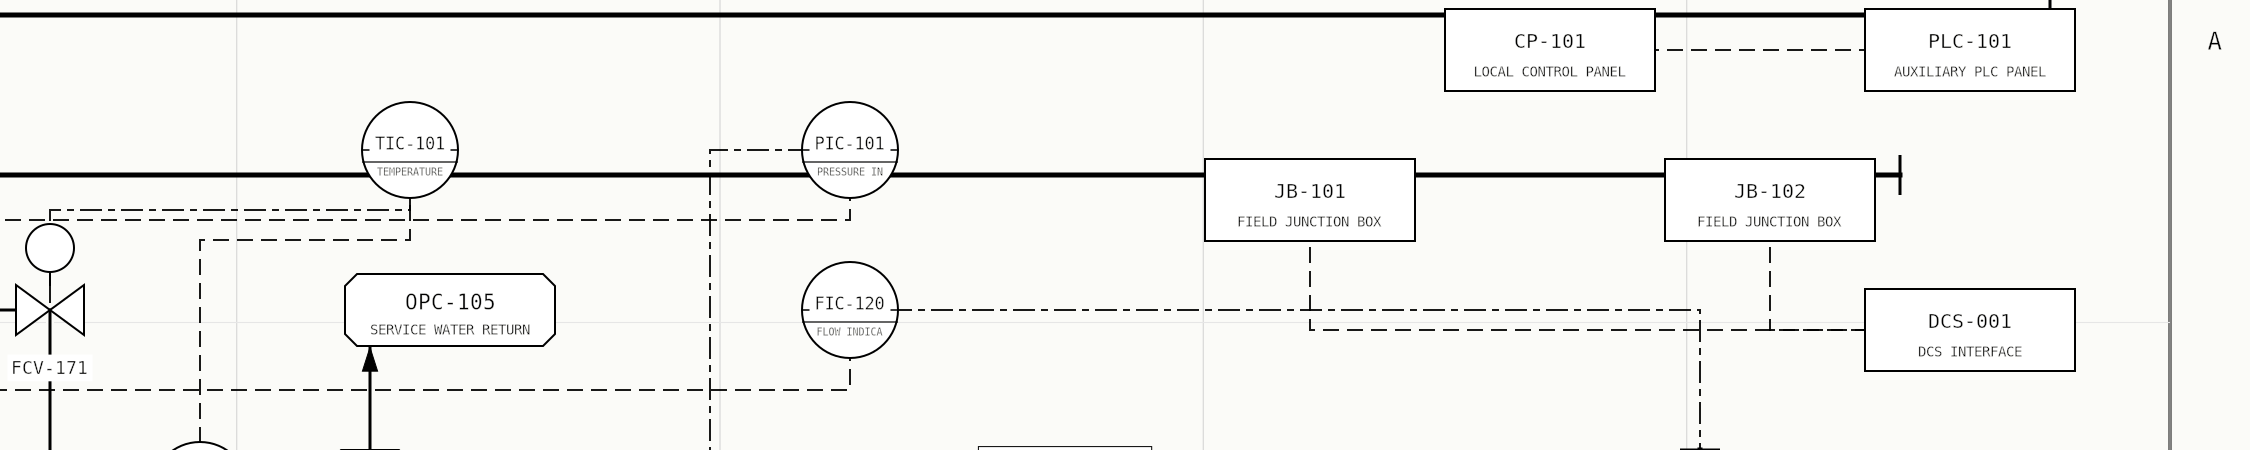 CP-101
LOCAL CONTROL PANEL
PLC-101
AUXILIARY PLC PANEL
A
TIC-101
TEMPERATURE
PIC-101
PRESSURE IN
JB-101
FIELD JUNCTION BOX
JB-102
FIELD JUNCTION BOX
OPC-105
SERVICE WATER RETURN
FIC-120
FLOW INDICA
DCS-001
DCS INTERFACE
FCV-171